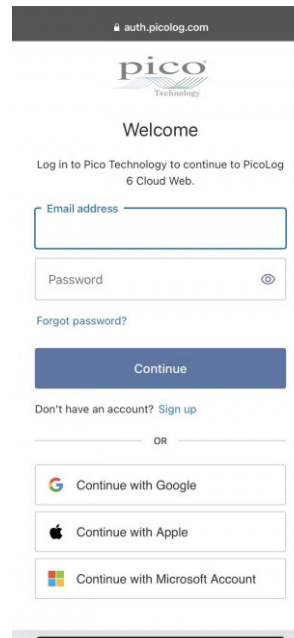 auth.picolog.com
pico
Technology
Welcome
Log in to Pico Technology to continue to PicoLog
6 Cloud Web.
Email address
Password
Forgot password?
Continue
Don't have an account? Sign up
OR
Continue with Google
Continue with Apple
Continue with Microsoft Account